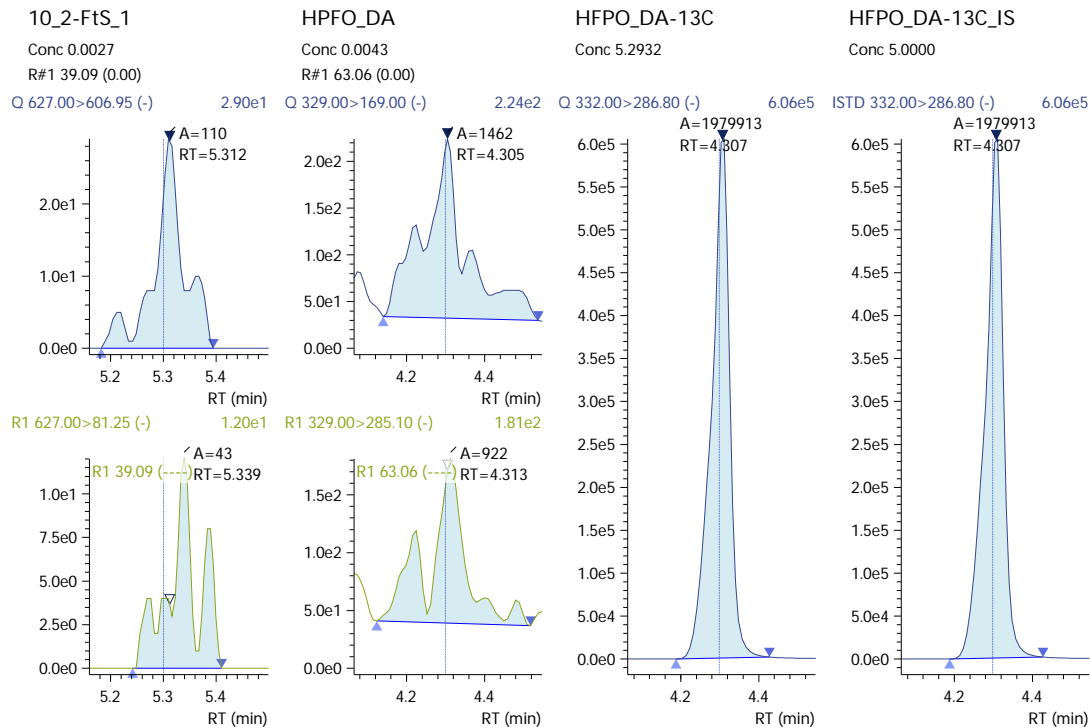 10_2-FtS_1
Conc 0.0027
R#1 39.09 (0.00)
Q 627.00>606.95 (-) 2.90e1
A=110
RT=5.312
2.0e1
1.0e1
0.0e0
5.2 5.3 5.4
RT (min)
R1 627.00>81.25 (-) 1.20e1
A=43
R1 39.09 (----)
RT=5.339
1.0e1
7.5e0
5.0e0
2.5e0
0.0e0
5.2 5.3 5.4
RT (min)
HPFO_DA
Conc 0.0043
R#1 63.06 (0.00)
Q 329.00>169.00 (-) 2.24e2
A=1462
RT=4.305
2.0e2
1.5e2
1.0e2
5.0e1
0.0e0
4.2 4.4
RT (min)
R1 329.00>285.10 (-) 1.81e2
A=922
R1 63.06 (----)
RT=4.313
1.5e2
1.0e2
5.0e1
0.0e0
4.2 4.4
RT (min)
HFPO_DA-13C
Conc 5.2932
Q 332.00>286.80 (-) 6.06e5
A=1979913
RT=4.307
6.0e5
5.5e5
5.0e5
4.5e5
4.0e5
3.5e5
3.0e5
2.5e5
2.0e5
1.5e5
1.0e5
5.0e4
0.0e0
4.2 4.4
RT (min)
HFPO_DA-13C_IS
Conc 5.0000
ISTD 332.00>286.80 (-) 6.06e5
A=1979913
RT=4.307
6.0e5
5.5e5
5.0e5
4.5e5
4.0e5
3.5e5
3.0e5
2.5e5
2.0e5
1.5e5
1.0e5
5.0e4
0.0e0
4.2 4.4
RT (min)